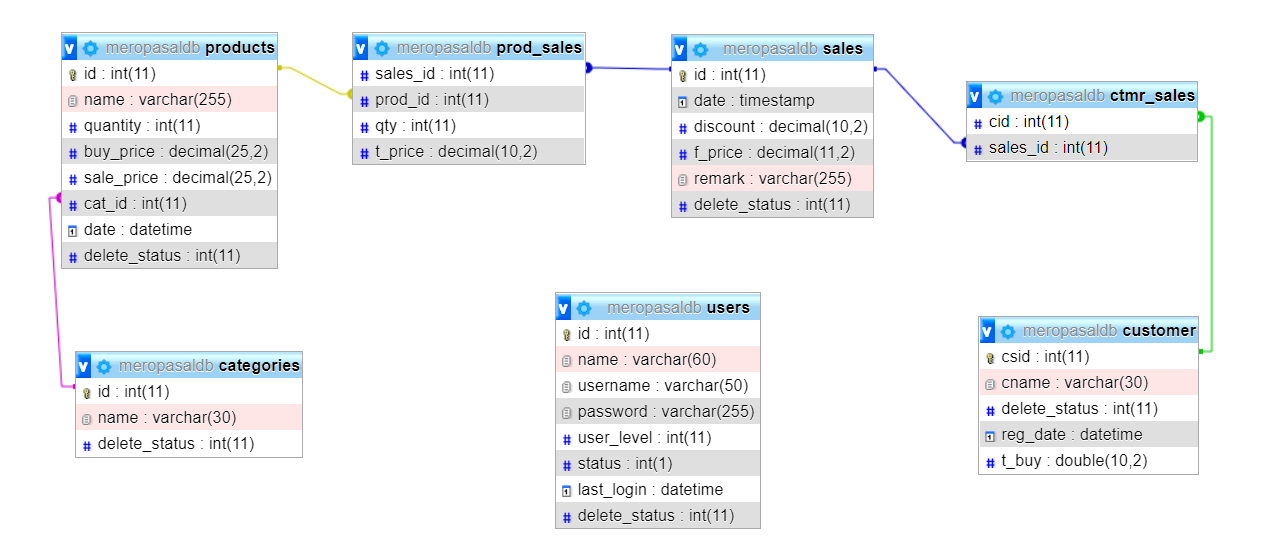 v meropasaldb products
id : int(11)
name : varchar(255)
# quantity : int(11)
# buy_price : decimal(25,2)
# sale_price : decimal(25,2)
# cat_id : int(11)
date : datetime
# delete_status : int(11)
v meropasaldb prod_sales
# sales_id : int(11)
# prod_id : int(11)
# qty : int(11)
# t_price : decimal(10,2)
v meropasaldb sales
id : int(11)
date : timestamp
# discount : decimal(10,2)
# f_price : decimal(11,2)
remark : varchar(255)
# delete_status : int(11)
v meropasaldb ctmr_sales
# cid : int(11)
# sales_id : int(11)
v meropasaldb categories
id : int(11)
name : varchar(30)
# delete_status : int(11)
v meropasaldb users
id : int(11)
name : varchar(60)
username : varchar(50)
password : varchar(255)
# user_level : int(11)
# status : int(1)
last_login : datetime
# delete_status : int(11)
v meropasaldb customer
csid : int(11)
cname : varchar(30)
# delete_status : int(11)
reg_date : datetime
# t_buy : double(10,2)